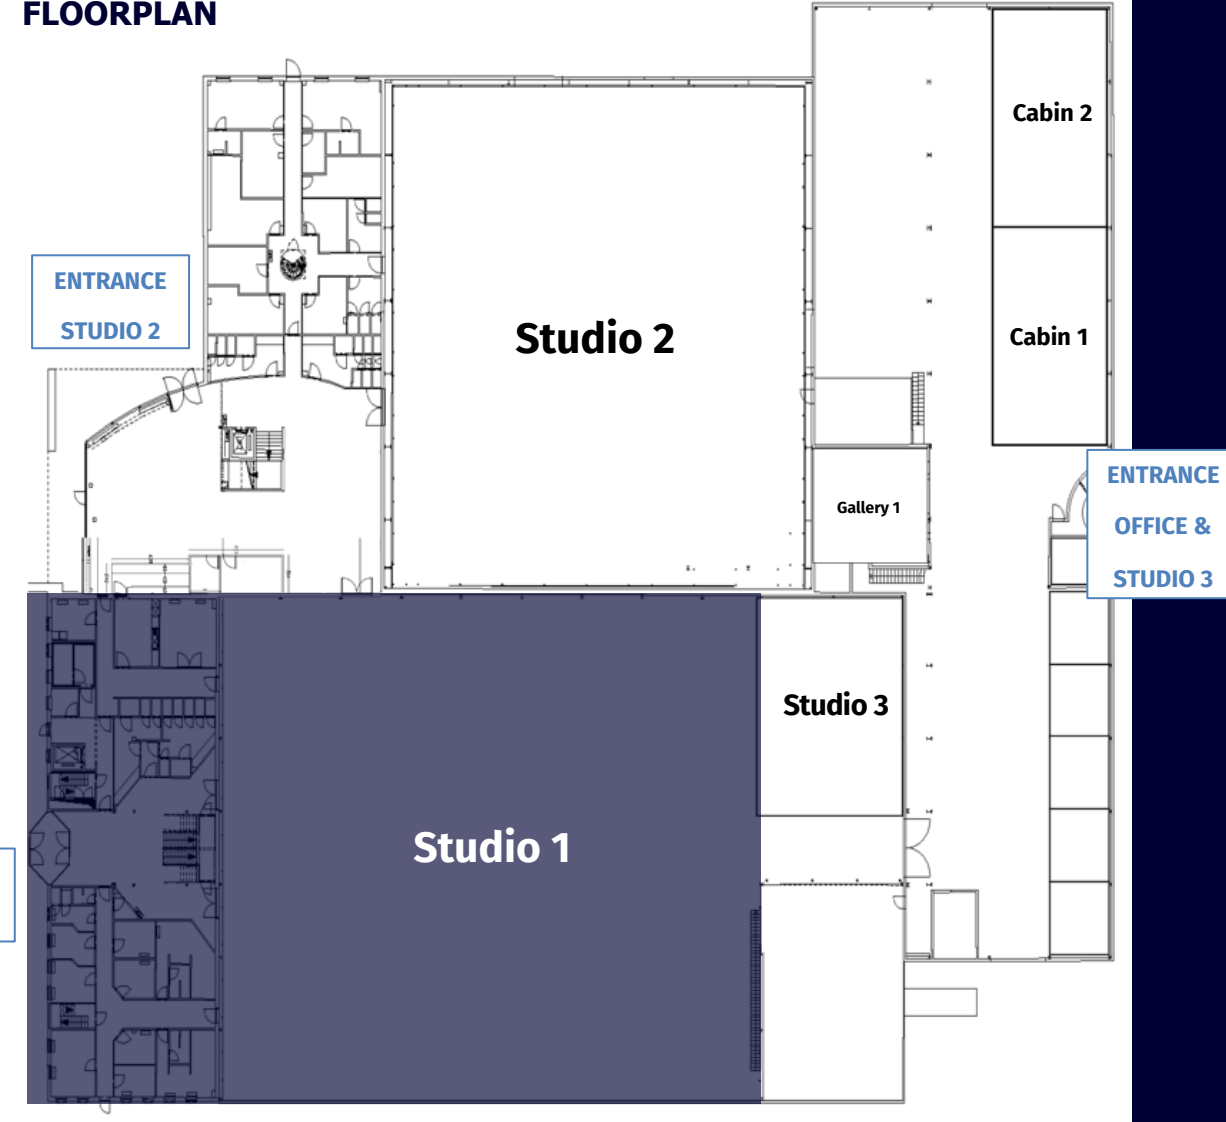 FLOORPLAN
Cabin 2
ENTRANCE
STUDIO 2
Studio 2
Cabin 1
ENTRANCE
OFFICE &
STUDIO 3
Gallery 1
Studio 3
Studio 1